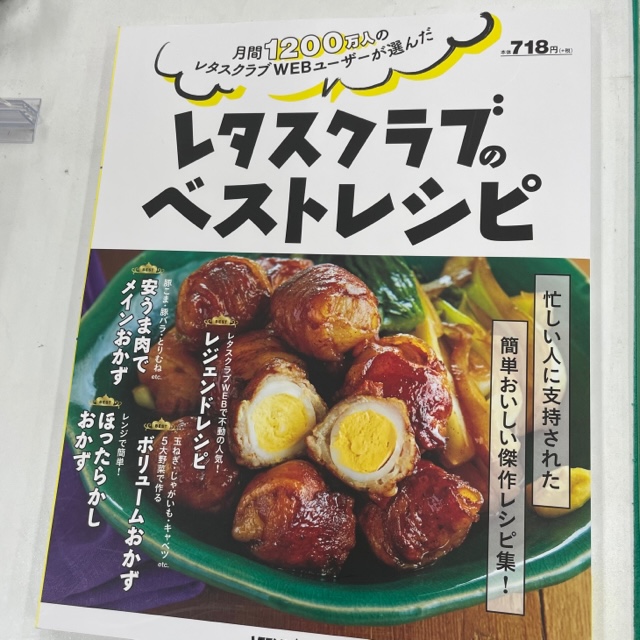 月間1200万人の
レタスクラブWEBユーザーが選んだ
本体718円(+税)
レタスクラブの
ベストレシピ
忙しい人に支持された
簡単おいしい傑作レシピ集!
BEST
レタスクラブWEBで不動の人気!
レジェンドレシピ
BEST
豚こま・豚バラ・とりむね etc.
安うま肉で
メインおかず
BEST
玉ねぎ・じゃがいも・キャベツ etc.
5大野菜で作る
ボリュームおかず
BEST
レンジで簡単!
ほったらかし
おかず